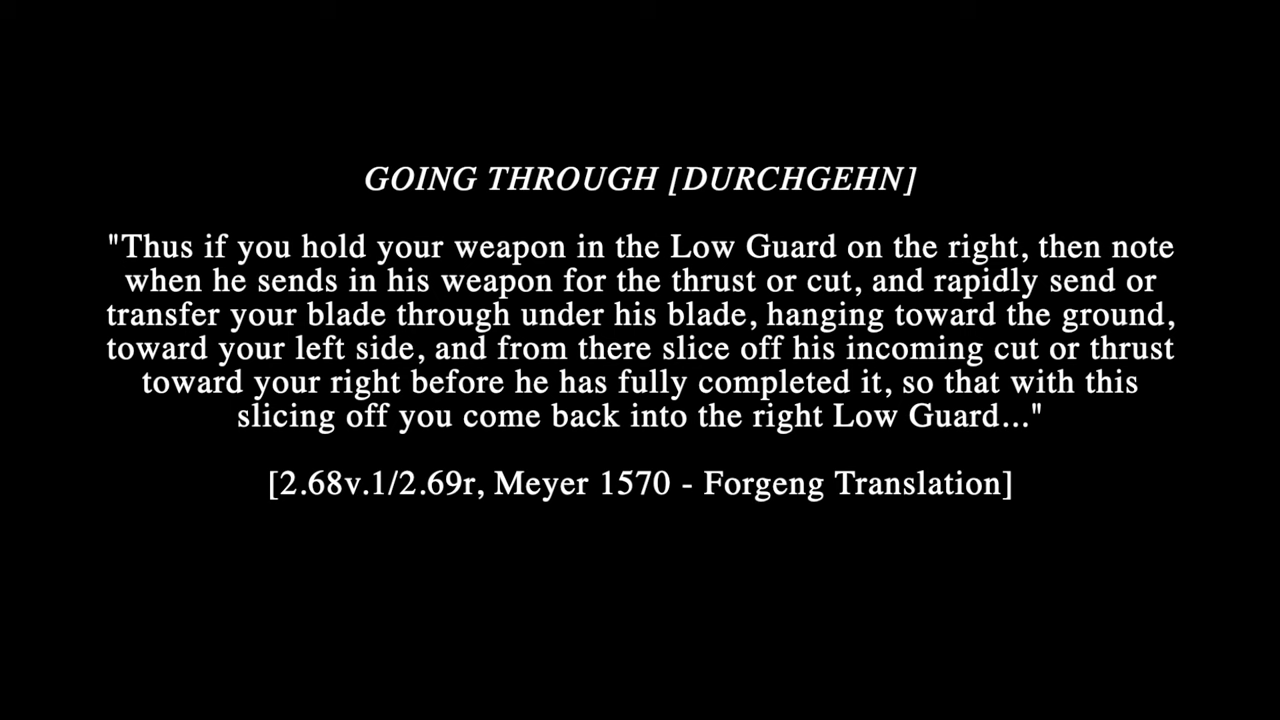 GOING THROUGH [DURCHGEHN]
"Thus if you hold your weapon in the Low Guard on the right, then note
when he sends in his weapon for the thrust or cut, and rapidly send or
transfer your blade through under his blade, hanging toward the ground,
toward your left side, and from there slice off his incoming cut or thrust
toward your right before he has fully completed it, so that with this
slicing off you come back into the right Low Guard..."
[2.68v.1/2.69r, Meyer 1570 - Forgeng Translation]